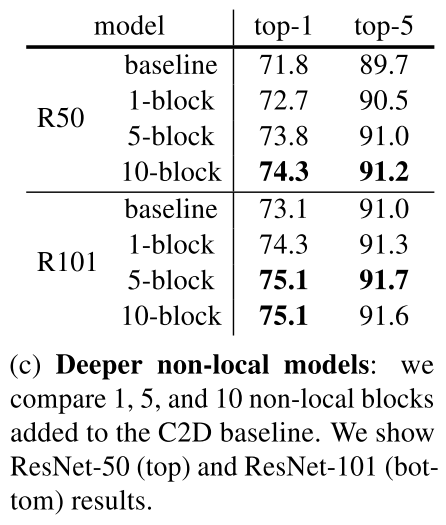 model top-1 top-5
baseline 71.8 89.7
1-block 72.7 90.5
R50
5-block 73.8 91.0
10-block 74.3 91.2
baseline 73.1 91.0
1-block 74.3 91.3
R101
5-block 75.1 91.7
10-block 75.1 91.6
(c) Deeper non-local models: we
compare 1, 5, and 10 non-local blocks
added to the C2D baseline. We show
ResNet-50 (top) and ResNet-101 (bot-
tom) results.